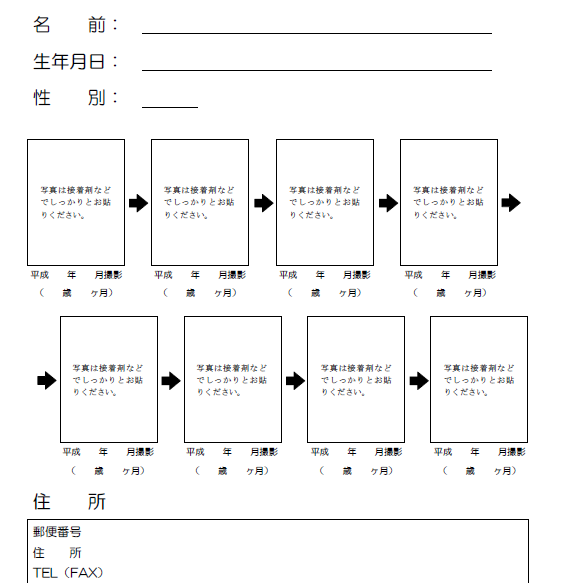 名　　前：
生年月日：
性　　別：
写真は接着剤など　写真は接着剤など　写真は接着剤など　写真は接着剤など
でしっかりとお貼　でしっかりとお貼　でしっかりとお貼　でしっかりとお貼
りください。　りください。　りください。　りください。
平成　　年　　月撮影　平成　　年　　月撮影　平成　　年　　月撮影　平成　　年　　月撮影
（　　歳　　ヶ月）　（　　歳　　ヶ月）　（　　歳　　ヶ月）　（　　歳　　ヶ月）
写真は接着剤など　写真は接着剤など　写真は接着剤など　写真は接着剤など
でしっかりとお貼　でしっかりとお貼　でしっかりとお貼　でしっかりとお貼
りください。　りください。　りください。　りください。
平成　　年　　月撮影　平成　　年　　月撮影　平成　　年　　月撮影　平成　　年　　月撮影
（　　歳　　ヶ月）　（　　歳　　ヶ月）　（　　歳　　ヶ月）　（　　歳　　ヶ月）
住　　所
郵便番号
住　　所
TEL（FAX）